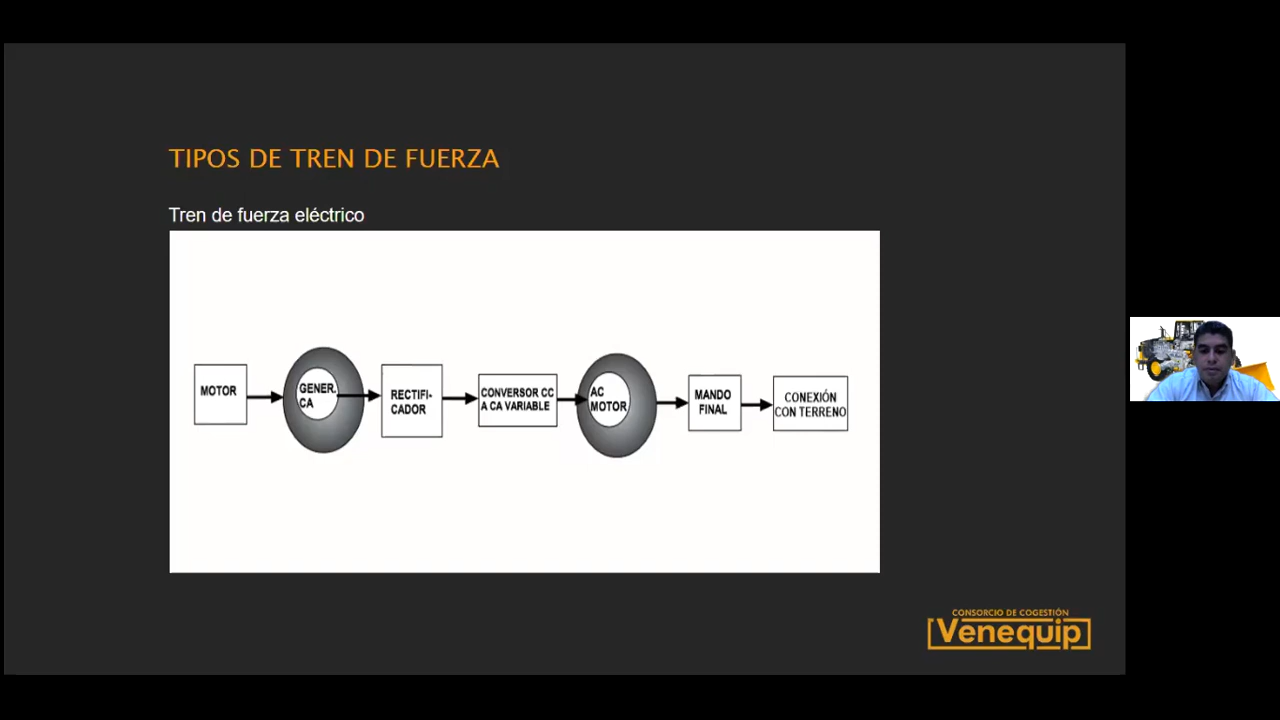 TIPOS DE TREN DE FUERZA
Tren de fuerza eléctrico
MOTOR
GENER.
CA
RECTIFI-
CADOR
CONVERSOR CC
A CA VARIABLE
AC
MOTOR
MANDO
FINAL
CONEXIÓN
CON TERRENO
CONSORCIO DE COGESTIÓN
Venequip